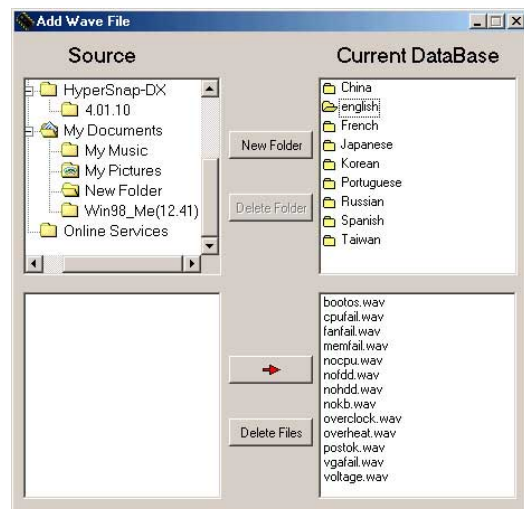 Add Wave File
Source
Current DataBase
HyperSnap-DX
4.01.10
My Documents
My Music
My Pictures
New Folder
Win98_Me(12.41)
Online Services
New Folder
Delete Folder
China
english
French
Japanese
Korean
Portuguese
Russian
Spanish
Taiwan
Delete Files
bootos.wav
cpufail.wav
fanfail.wav
memfail.wav
nocpu.wav
nofdd.wav
nohdd.wav
nokb.wav
overclock.wav
overheat.wav
postok.wav
vgafail.wav
voltage.wav